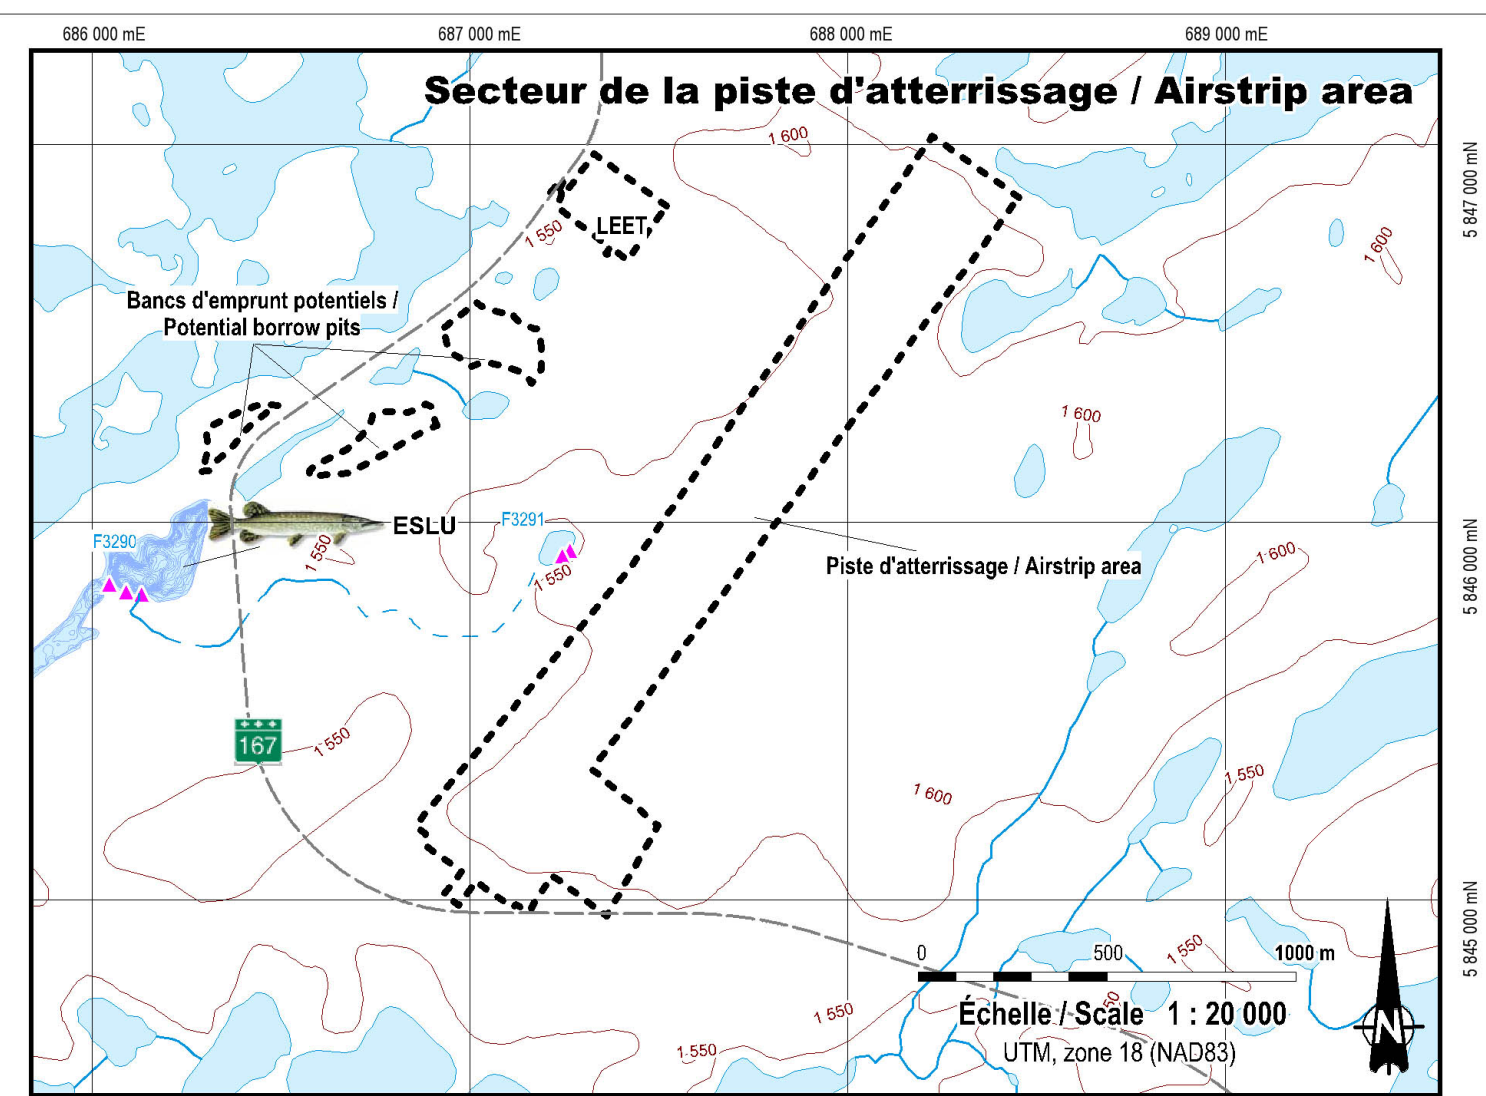 686 000 mE 687 000 mE 688 000 mE 689 000 mE
Secteur de la piste d'atterrissage / Airstrip area
1 600
5 847 000 mN
LEET
1 550
1 600
Bancs d'emprunt potentiels /
Potential borrow pits
1 600
ESLU
F3291
F3290
1 550
1 550
1 600
Piste d'atterrissage / Airstrip area
5 846 000 mN
167
1 550
1 550
1 600
1 550
5 845 000 mN
0 500 1000 m
1 550
Échelle / Scale 1 : 20 000
UTM, zone 18 (NAD83)
1 550
N